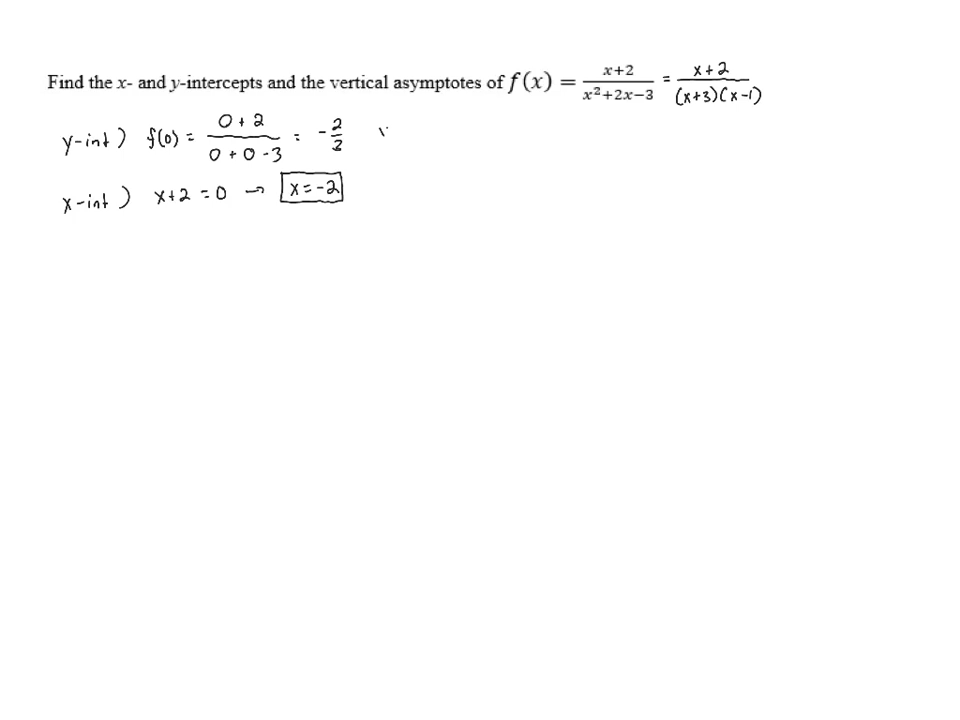 Find the x- and y-intercepts and the vertical asymptotes of f(x) = x+2 / x²+2x−3 = x+2 / (x+3)(x-1)
y-int) f(0) = 0+2 / 0+0-3 = -2/3
x-int) x+2=0 → x=-2